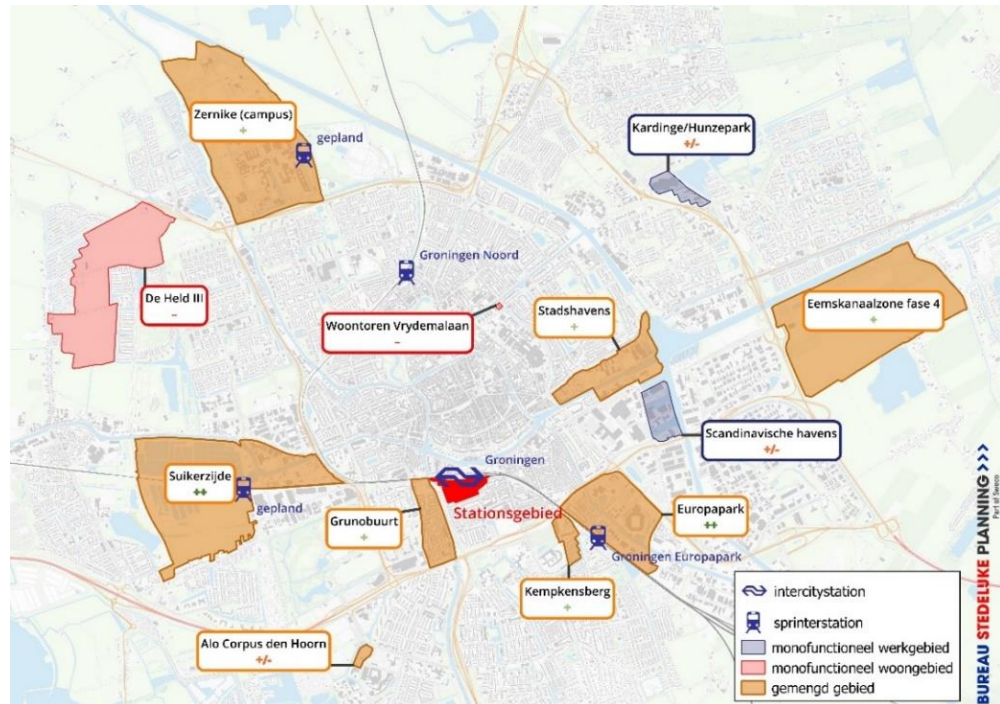 Zernike (campus)
+
gepland
Kardinge/Hunzepark
+/-
De Held III
-
Groningen Noord
Woontoren Vrydemalaan
-
Stadshavens
+
Eemskanaalzone fase 4
+
Scandinavische havens
+/-
Suikerzijde
++
gepland
Groningen
Stationsgebied
Grunobuurt
+
Europapark
++
Groningen Europapark
Kempkensberg
+
Alo Corpus den Hoorn
+/-
intercitystation
sprinterstation
monofunctioneel werkgebied
monofunctioneel woongebied
gemengd gebied
BUREAU STEDELIJKE PLANNING >>>
Part of Sweco